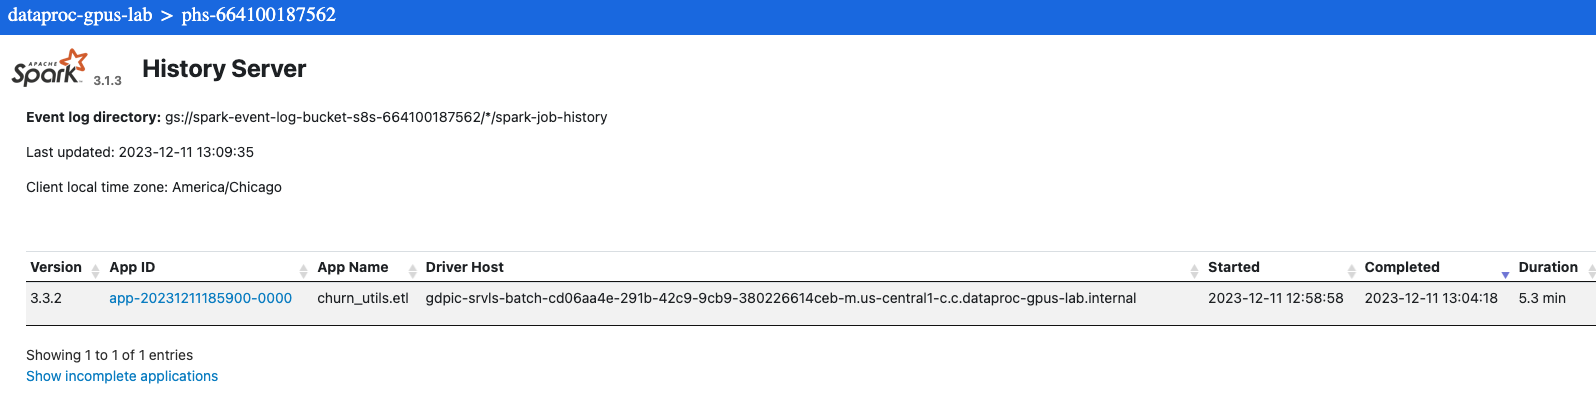 dataproc-gpus-lab > phs-664100187562
APACHE Spark 3.1.3 History Server
Event log directory: gs://spark-event-log-bucket-s8s-664100187562/*/spark-job-history
Last updated: 2023-12-11 13:09:35
Client local time zone: America/Chicago
Version App ID App Name Driver Host Started Completed Duration
3.3.2 app-20231211185900-0000 churn_utils.etl gdpic-srvls-batch-cd06aa4e-291b-42c9-9cb9-380226614ceb-m.us-central1-c.c.dataproc-gpus-lab.internal 2023-12-11 12:58:58 2023-12-11 13:04:18 5.3 min
Showing 1 to 1 of 1 entries
Show incomplete applications